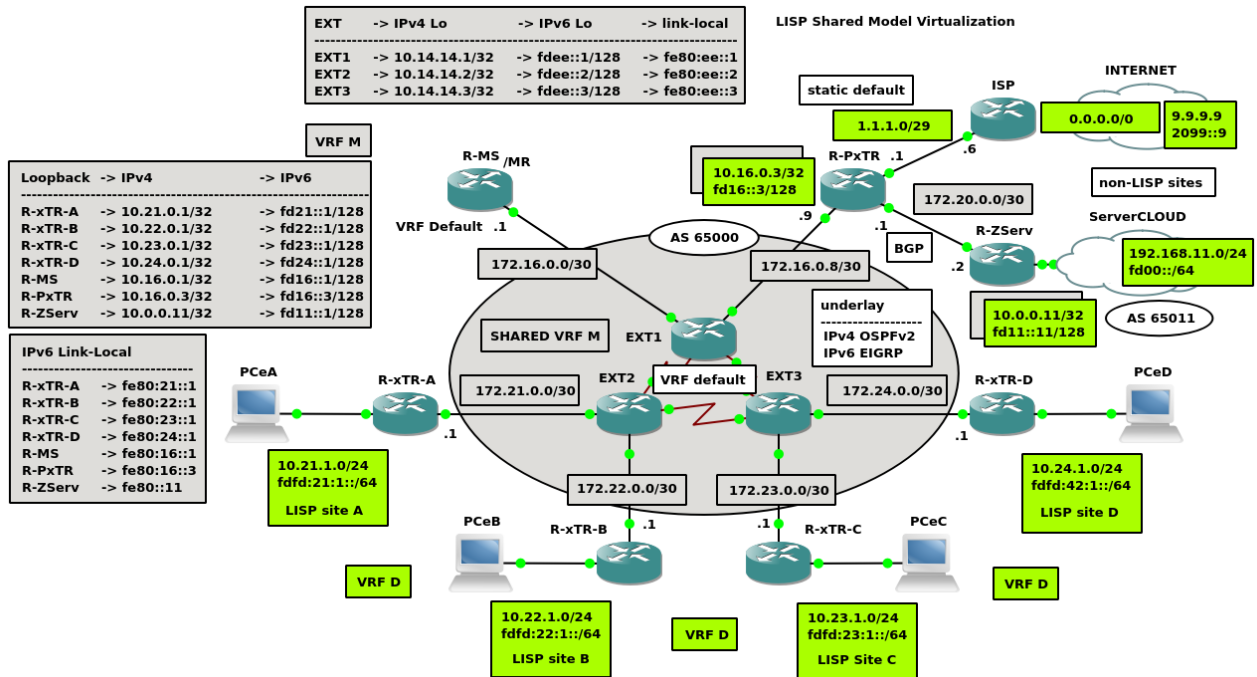 LISP Shared Model Virtualization
EXT -> IPv4 Lo -> IPv6 Lo -> link-local
--------------------------------------------------------------------
EXT1 -> 10.14.14.1/32 -> fdee::1/128 -> fe80:ee::1
EXT2 -> 10.14.14.2/32 -> fdee::2/128 -> fe80:ee::2
EXT3 -> 10.14.14.3/32 -> fdee::3/128 -> fe80:ee::3
VRF M
Loopback -> IPv4 -> IPv6
--------------------------------------------------------------------
R-xTR-A -> 10.21.0.1/32 -> fd21::1/128
R-xTR-B -> 10.22.0.1/32 -> fd22::1/128
R-xTR-C -> 10.23.0.1/32 -> fd23::1/128
R-xTR-D -> 10.24.0.1/32 -> fd24::1/128
R-MS -> 10.16.0.1/32 -> fd16::1/128
R-PxTR -> 10.16.0.3/32 -> fd16::3/128
R-ZServ -> 10.0.0.11/32 -> fd11::1/128
IPv6 Link-Local
-----------------------------------
R-xTR-A -> fe80:21::1
R-xTR-B -> fe80:22::1
R-xTR-C -> fe80:23::1
R-xTR-D -> fe80:24::1
R-MS -> fe80:16::1
R-PxTR -> fe80:16::3
R-ZServ -> fe80::11
R-MS /MR
VRF Default .1
172.16.0.0/30
static default
1.1.1.0/29
ISP
.6
INTERNET
0.0.0.0/0
9.9.9.9
2099::9
R-PxTR .1
10.16.0.3/32
fd16::3/128
.9
.1
172.20.0.0/30
non-LISP sites
BGP
R-ZServ
.2
ServerCLOUD
192.168.11.0/24
fd00::/64
10.0.0.11/32
fd11::11/128
AS 65011
AS 65000
172.16.0.8/30
underlay
----------------
IPv4 OSPFv2
IPv6 EIGRP
SHARED VRF M
EXT1
VRF default
EXT2
EXT3
PCeA
R-xTR-A
.1
172.21.0.0/30
10.21.1.0/24
fdfd:21:1::/64
LISP site A
VRF D
172.24.0.0/30
R-xTR-D
.1
PCeD
10.24.1.0/24
fdfd:42:1::/64
LISP site D
VRF D
172.22.0.0/30
.1
PCeB
R-xTR-B
10.22.1.0/24
fdfd:22:1::/64
LISP site B
VRF D
172.23.0.0/30
.1
R-xTR-C
PCeC
10.23.1.0/24
fdfd:23:1::/64
LISP Site C